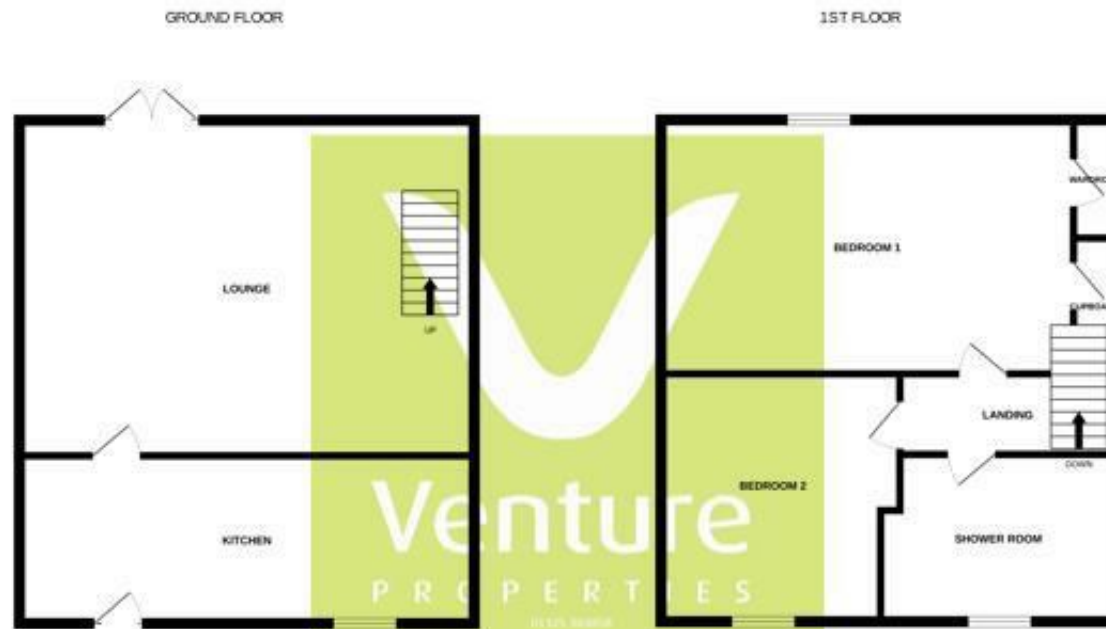 GROUND FLOOR
1ST FLOOR
LOUNGE
UP
KITCHEN
BEDROOM 1
LANDING
DOWN
BEDROOM 2
SHOWER ROOM
Venture
PROPERTIES